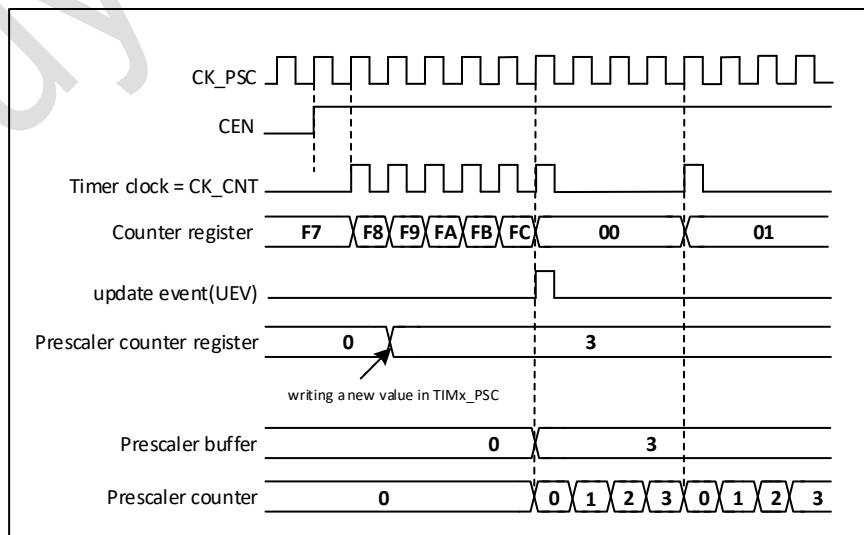 dy
CK_PSC
CEN
Timer clock = CK_CNT
Counter register F7 F8 F9 FA FB FC 00 01
update event(UEV)
Prescaler counter register 0 3
writing a new value in TIMx_PSC
Prescaler buffer 0 3
Prescaler counter 0 0 1 2 3 0 1 2 3